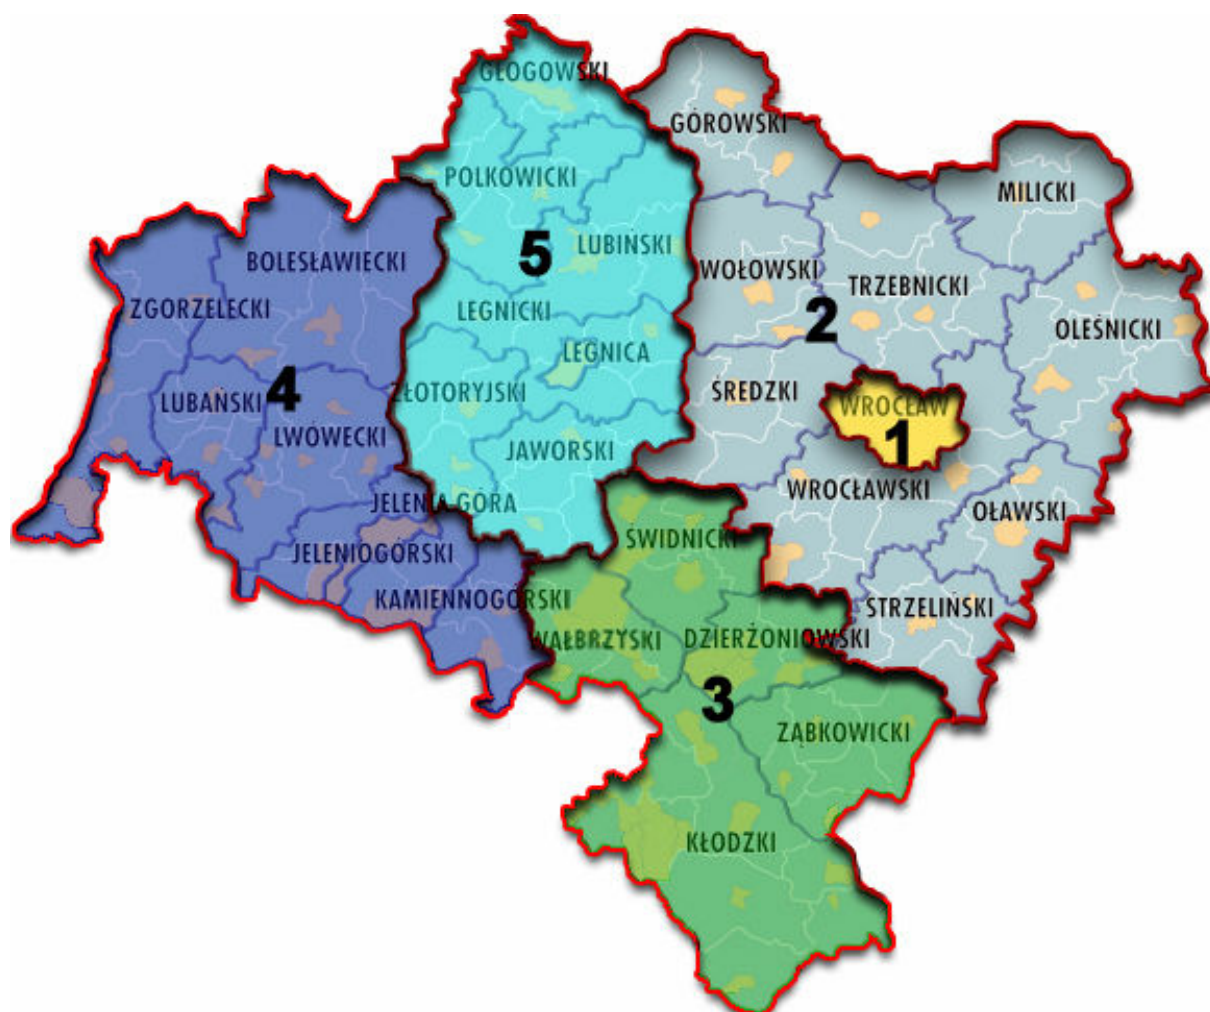 GŁOGOWSKI
GÓROWSKI
POLKOWICKI
MILICKI
LUBIŃSKI
5
BOLESŁAWIECKI
WOŁOWSKI
TRZEBNICKI
ZGORZELECKI
LEGNICKI
2
OLEŚNICKI
LEGNICA
ZŁOTORYJSKI
ŚREDZKI
4
LUBAŃSKI
WROCŁAW
1
LWÓWECKI
JAWORSKI
WROCŁAWSKI
JELENIA GÓRA
OŁAWSKI
ŚWIDNICKI
JELENIOGÓRSKI
KAMIENNOGÓRSKI
STRZELIŃSKI
WAŁBRZYSKI
DZIERŻONIOWSKI
3
ZĄBKOWICKI
KŁODZKI